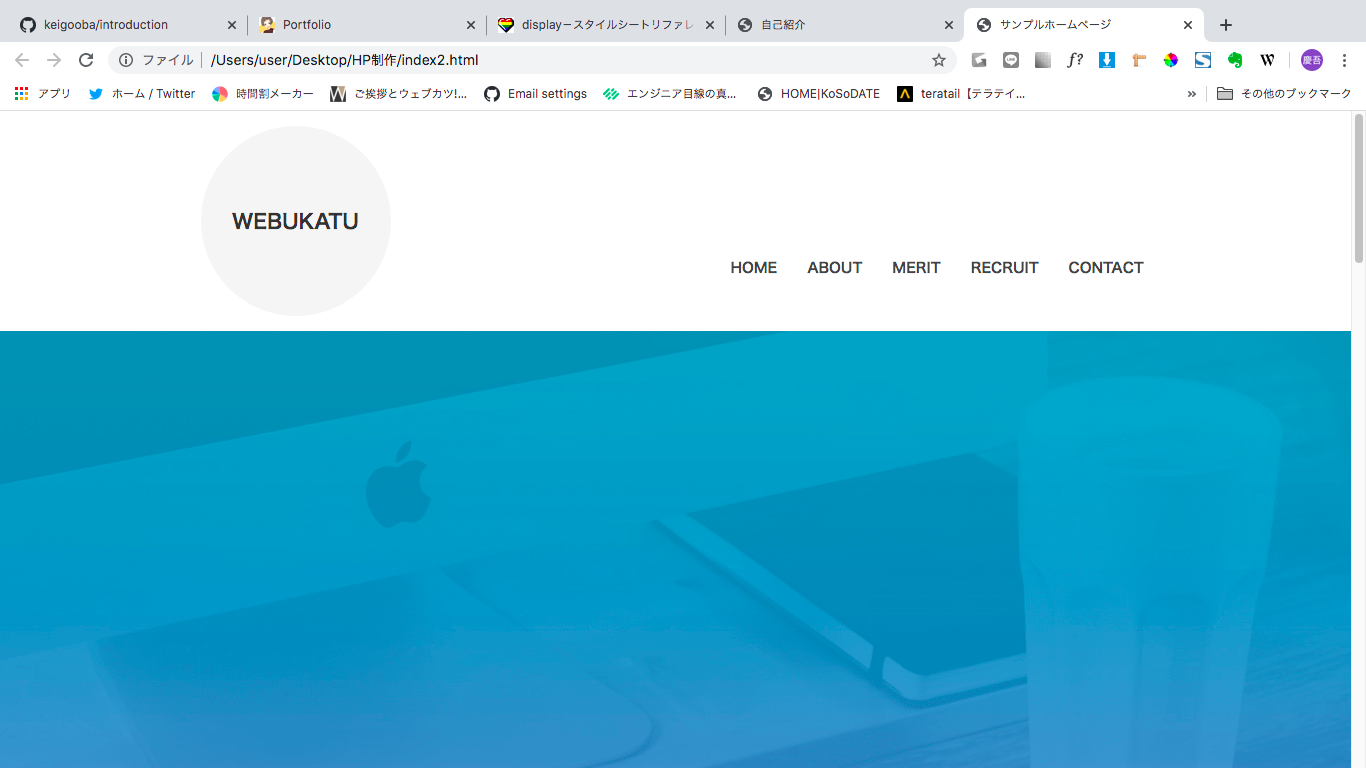 keigooba/introduction
Portfolio
displayースタイルシートリファレ
自己紹介
サンプルホームページ
ファイル
/Users/user/Desktop/HP制作/index2.html
f?
W
慶吾
アプリ
ホーム / Twitter
時間割メーカー
ご挨拶とウェブカツ!...
Email settings
エンジニア目線の真...
HOME|KoSoDATE
teratail【テラテイ...
»
その他のブックマーク
WEBUKATU
HOME ABOUT MERIT RECRUIT CONTACT